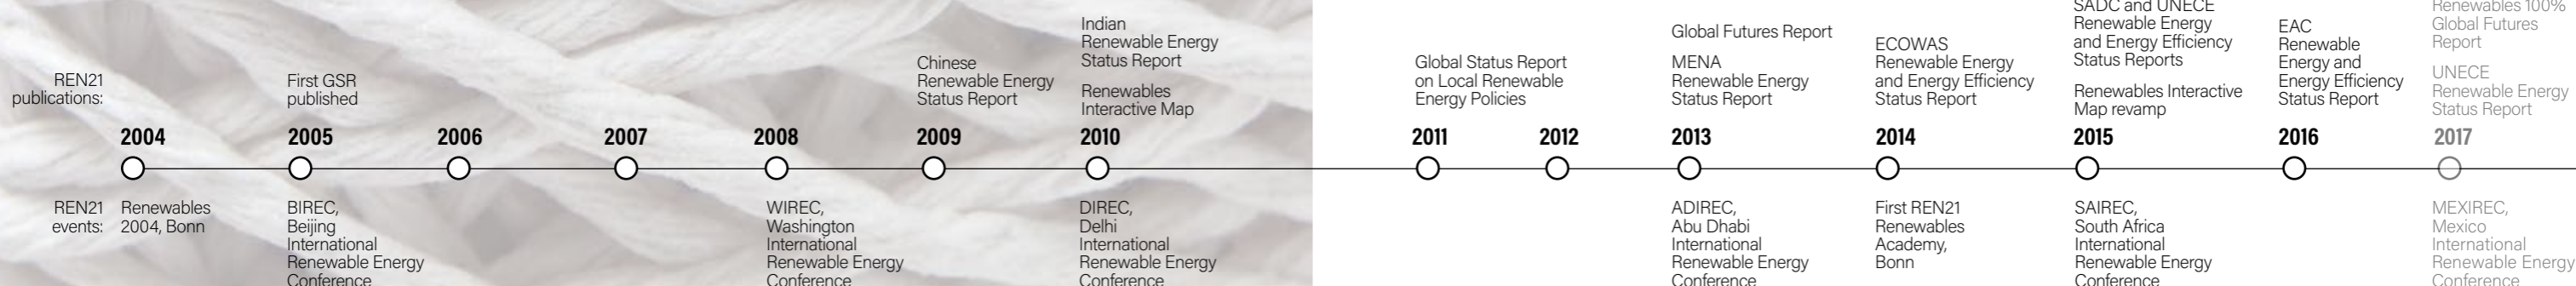 REN21
publications:
First GSR
published
Chinese
Renewable Energy
Status Report
Indian
Renewable Energy
Status Report
Renewables
Interactive Map
Global Status Report
on Local Renewable
Energy Policies
Global Futures Report
MENA
Renewable Energy
Status Report
ECOWAS
Renewable Energy
and Energy Efficiency
Status Report
SADC and UNECE
Renewable Energy
and Energy Efficiency
Status Reports
Renewables Interactive
Map revamp
EAC
Renewable
Energy and
Energy Efficiency
Status Report
Renewables 100%
Global Futures
Report
UNECE
Renewable Energy
Status Report
2004
2005
2006
2007
2008
2009
2010
2011
2012
2013
2014
2015
2016
2017
REN21
events:
Renewables
2004, Bonn
BIREC,
Beijing
International
Renewable Energy
Conference
WIREC,
Washington
International
Renewable Energy
Conference
DIREC,
Delhi
International
Renewable Energy
Conference
ADIREC,
Abu Dhabi
International
Renewable Energy
Conference
First REN21
Renewables
Academy,
Bonn
SAIREC,
South Africa
International
Renewable Energy
Conference
MEXIREC,
Mexico
International
Renewable Energy
Conference